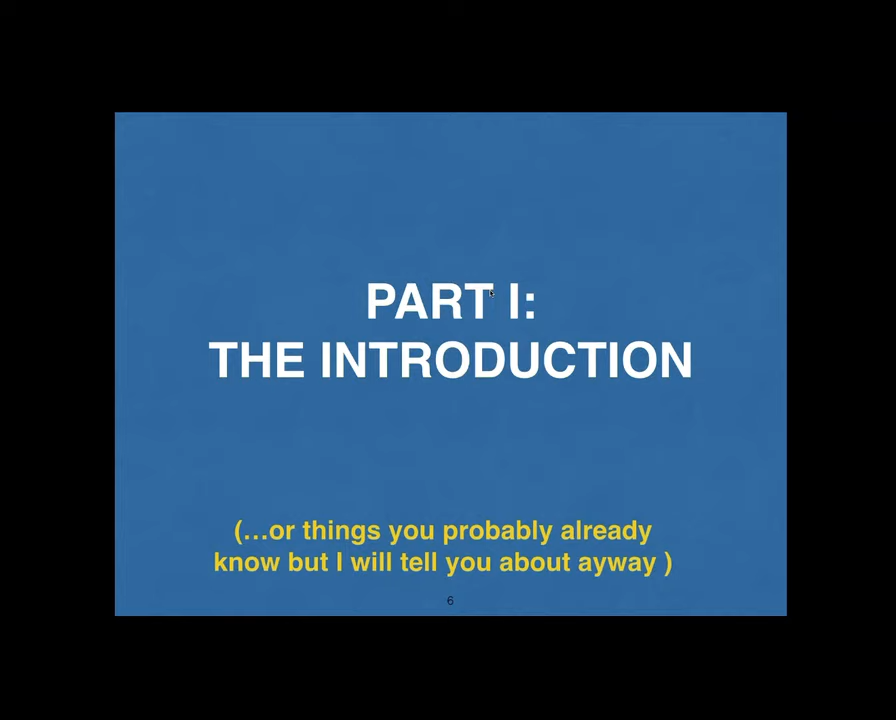 PART I:
THE INTRODUCTION
(...or things you probably already
know but I will tell you about ayway )
6